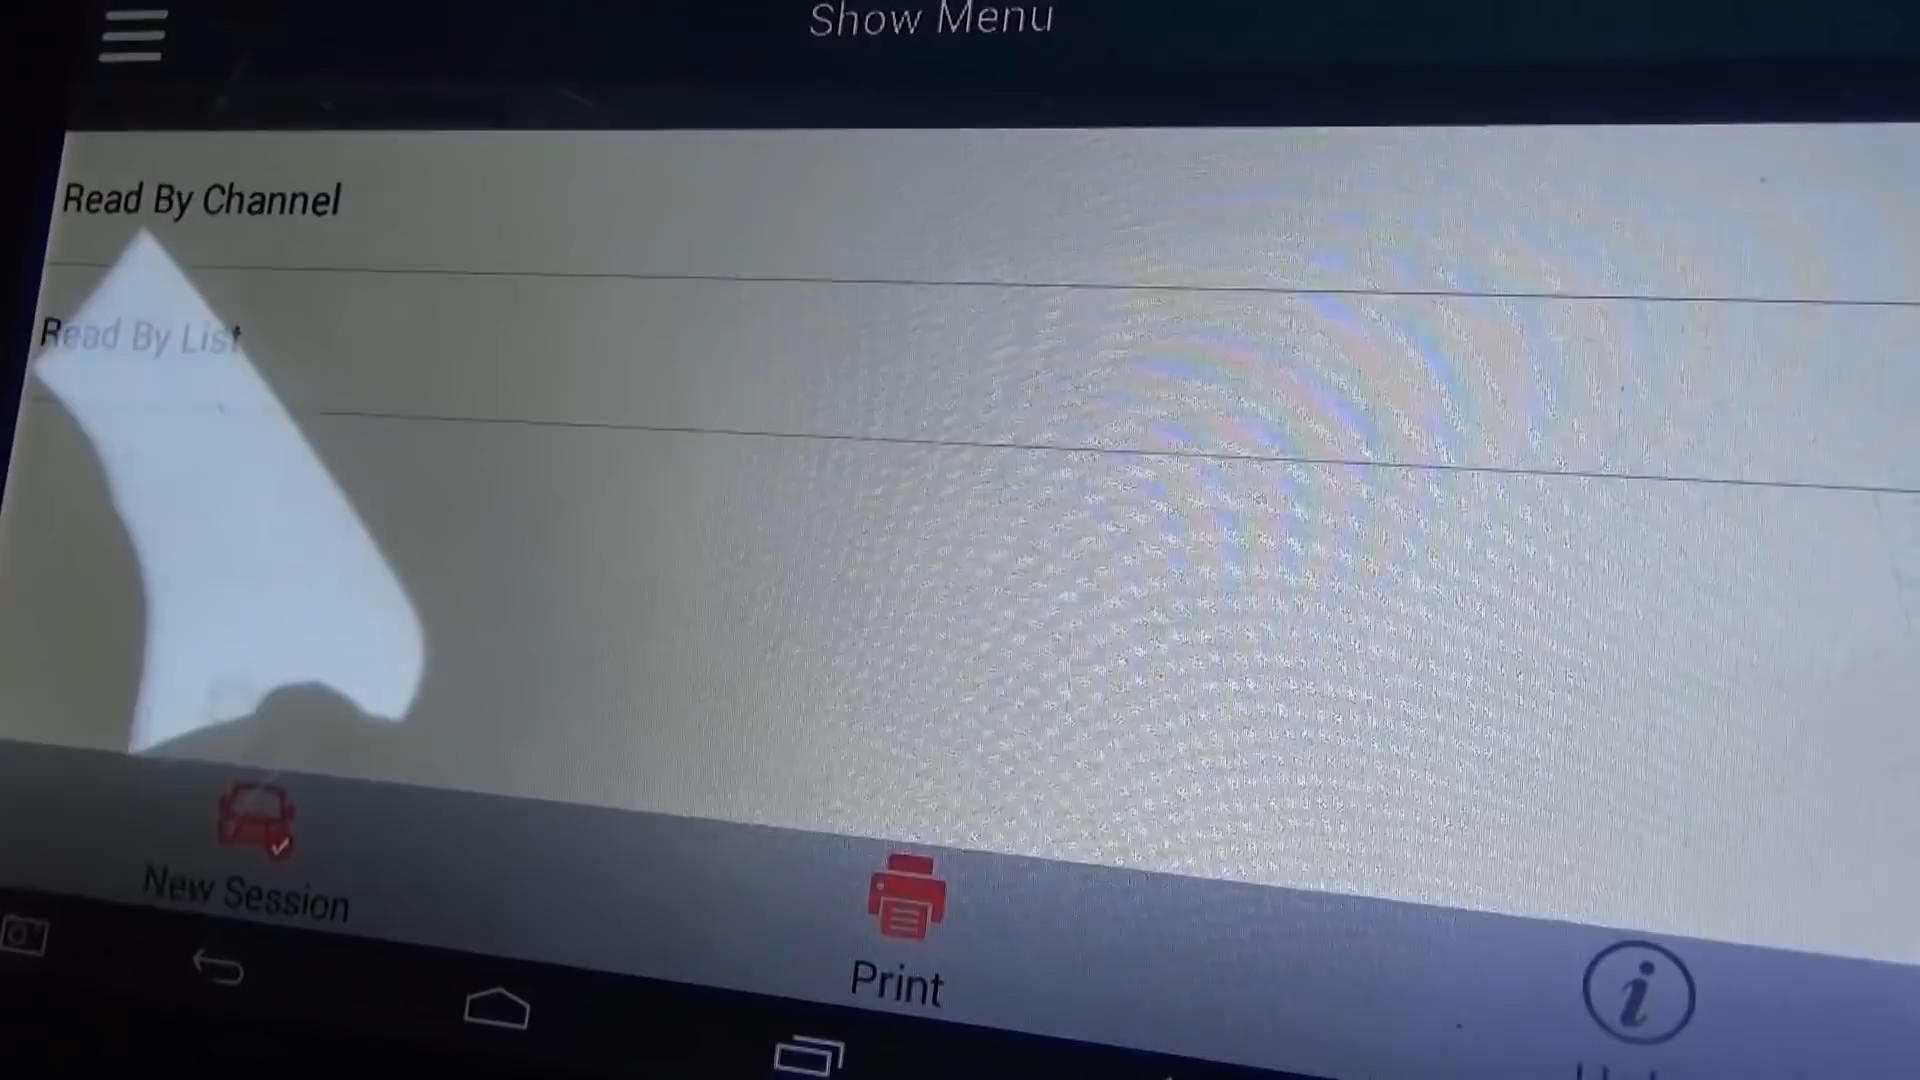 Show Menu
Read By Channel
Read By List
New Session
Print